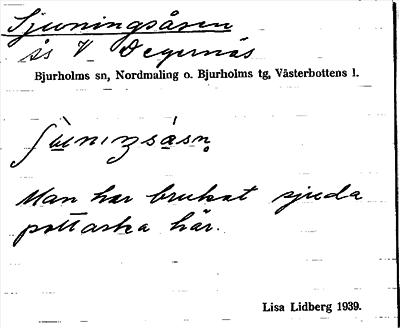 Sjuningsåsen
ås V Degernäs
Bjurholms sn, Nordmaling o. Bjurholms tg, Västerbottens l.
Man har brukat sjuda
pottaska här.
Lisa Lidberg 1939.